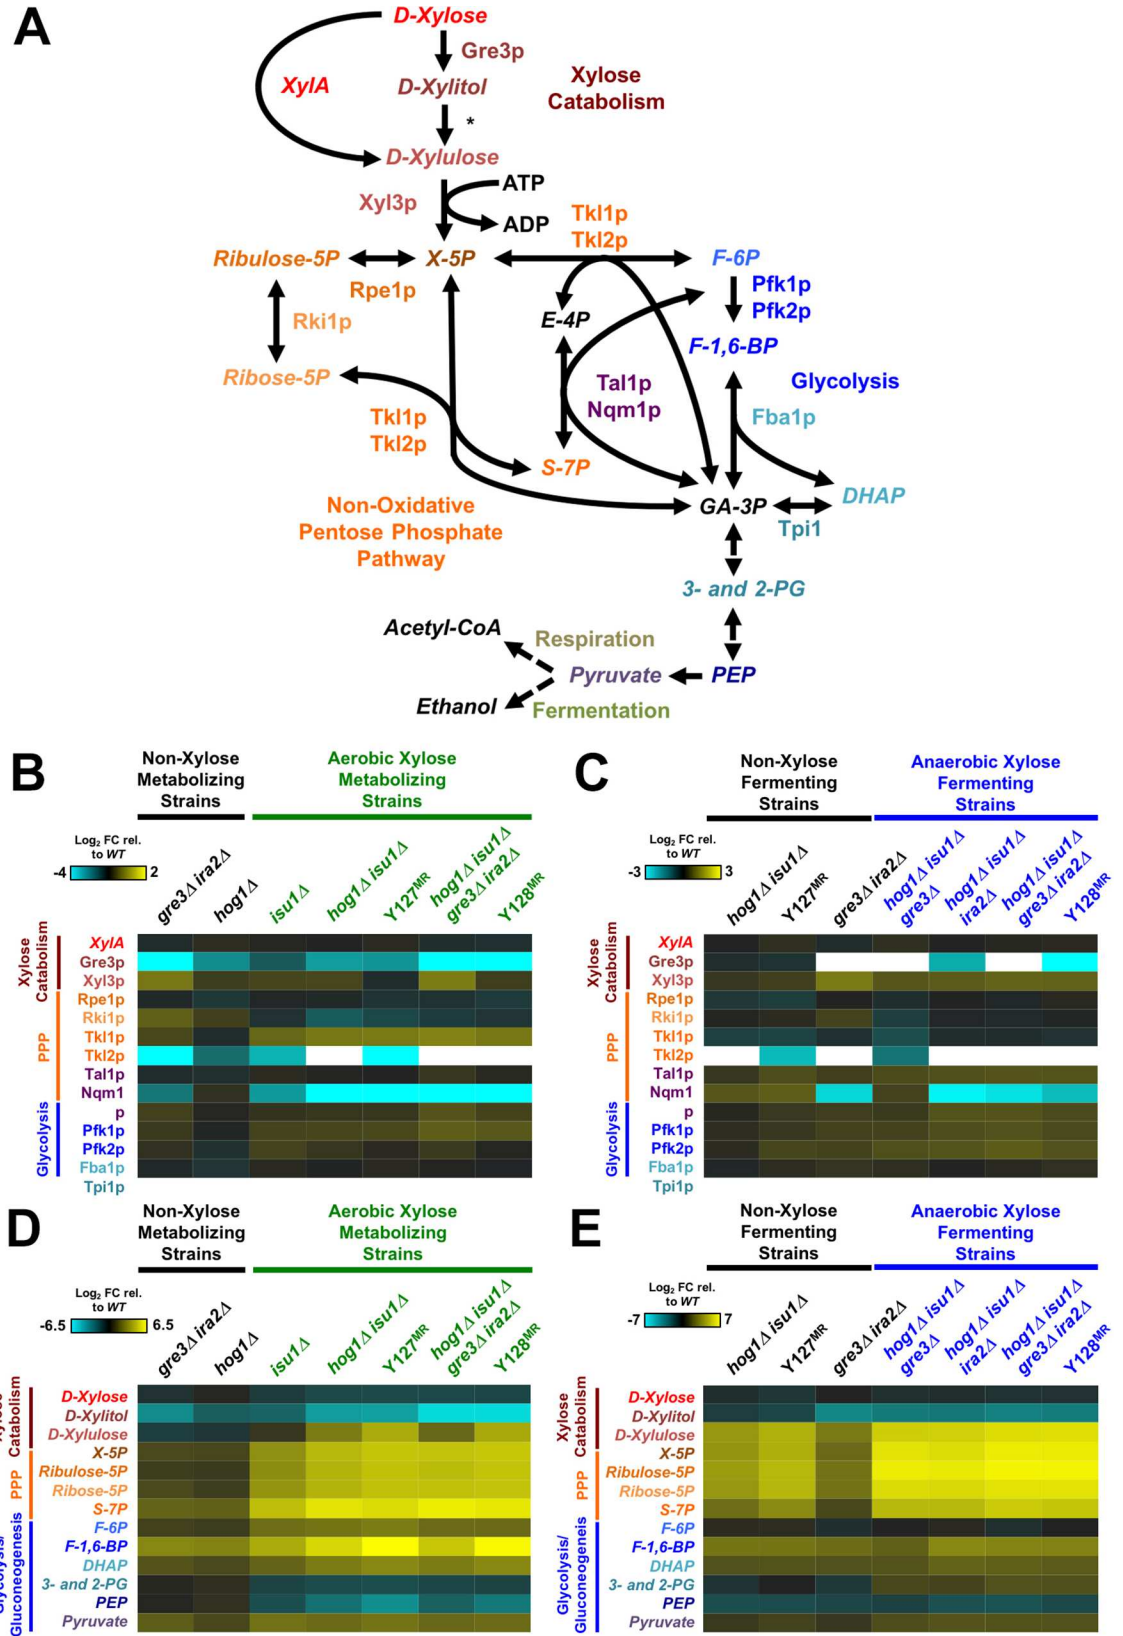 A
D-Xylose
Gre3p
XylA
D-Xylitol
Xylose
Catabolism
*
D-Xylulose
ATP
Xyl3p
ADP
Tkl1p
Tkl2p
Ribulose-5P
X-5P
F-6P
Rpe1p
Pfk1p
Pfk2p
Rki1p
E-4P
F-1,6-BP
Ribose-5P
Tal1p
Nqm1p
Glycolysis
Fba1p
Tkl1p
Tkl2p
S-7P
DHAP
Non-Oxidative
Pentose Phosphate
Pathway
GA-3P
Tpi1
3- and 2-PG
Acetyl-CoA
Respiration
Pyruvate
PEP
Ethanol
Fermentation
B
Non-Xylose
Metabolizing
Strains
Aerobic Xylose
Metabolizing
Strains
Log2 FC rel.
to WT
-4
2
gre3Δ ira2Δ
hog1Δ
isu1Δ
hog1Δ isu1Δ
Y127MR
hog1Δ isu1Δ
gre3Δ ira2Δ
Y128MR
Xylose
Catabolism
PPP
Glycolysis
XylA
Gre3p
Xyl3p
Rpe1p
Rki1p
Tkl1p
Tkl2p
Tal1p
Nqm1
p
Pfk1p
Pfk2p
Fba1p
Tpi1p
C
Non-Xylose
Fermenting
Strains
Anaerobic Xylose
Fermenting
Strains
Log2 FC rel.
to WT
-3
3
hog1Δ isu1Δ
Y127MR
gre3Δ ira2Δ
hog1Δ isu1Δ
gre3Δ
hog1Δ isu1Δ
ira2Δ
hog1Δ isu1Δ
gre3Δ ira2Δ
Y128MR
Xylose
Catabolism
PPP
Glycolysis
XylA
Gre3p
Xyl3p
Rpe1p
Rki1p
Tkl1p
Tkl2p
Tal1p
Nqm1
p
Pfk1p
Pfk2p
Fba1p
Tpi1p
D
Non-Xylose
Metabolizing
Strains
Aerobic Xylose
Metabolizing
Strains
Log2 FC rel.
to WT
-6.5
6.5
gre3Δ ira2Δ
hog1Δ
isu1Δ
hog1Δ isu1Δ
Y127MR
hog1Δ isu1Δ
gre3Δ ira2Δ
Y128MR
Xylose
Catabolism
PPP
Glycolysis/
Gluconeogenesis
D-Xylose
D-Xylitol
D-Xylulose
X-5P
Ribulose-5P
Ribose-5P
S-7P
F-6P
F-1,6-BP
DHAP
3- and 2-PG
PEP
Pyruvate
E
Non-Xylose
Fermenting
Strains
Anaerobic Xylose
Fermenting
Strains
Log2 FC rel.
to WT
-7
7
hog1Δ isu1Δ
Y127MR
gre3Δ ira2Δ
hog1Δ isu1Δ
gre3Δ
hog1Δ isu1Δ
ira2Δ
hog1Δ isu1Δ
gre3Δ ira2Δ
Y128MR
Xylose
Catabolism
PPP
Glycolysis/
Gluconeogeneis
D-Xylose
D-Xylitol
D-Xylulose
X-5P
Ribulose-5P
Ribose-5P
S-7P
F-6P
F-1,6-BP
DHAP
3- and 2-PG
PEP
Pyruvate